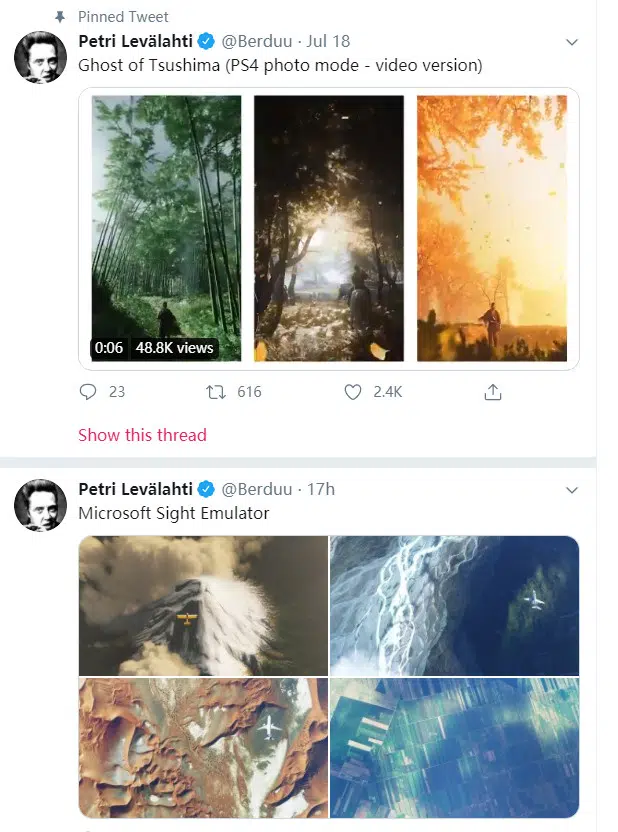 Pinned Tweet
Petri Levälahti @Berduu · Jul 18
Ghost of Tsushima (PS4 photo mode - video version)
0:06 48.8K views
23 616 2.4K
Show this thread
Petri Levälahti @Berduu · 17h
Microsoft Sight Emulator